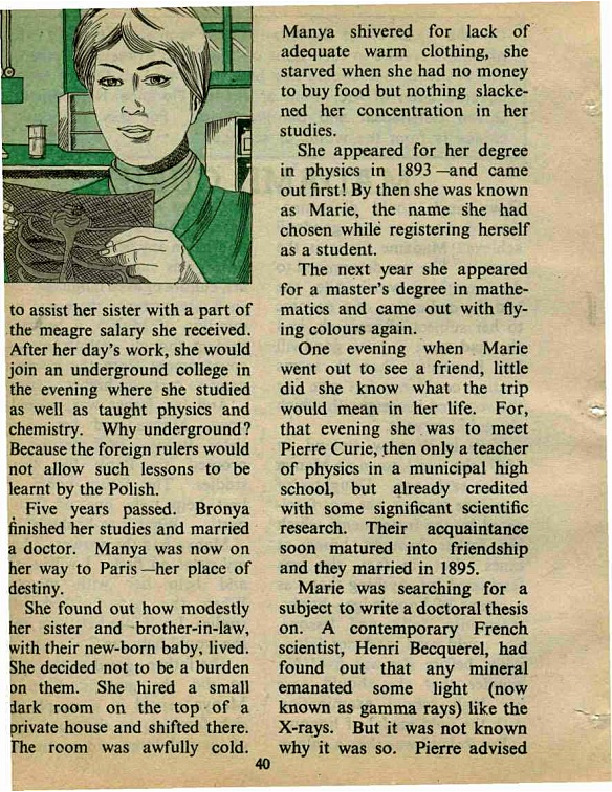 to assist her sister with a part of
the meagre salary she received.
After her day's work, she would
join an underground college in
the evening where she studied
as well as taught physics and
chemistry. Why underground?
Because the foreign rulers would
not allow such lessons to be
learnt by the Polish.
Five years passed. Bronya
finished her studies and married
a doctor. Manya was now on
her way to Paris—her place of
destiny.
She found out how modestly
her sister and brother-in-law,
with their new-born baby, lived.
She decided not to be a burden
on them. She hired a small
dark room on the top of a
private house and shifted there.
The room was awfully cold.
Manya shivered for lack of
adequate warm clothing, she
starved when she had no money
to buy food but nothing slacke-
ned her concentration in her
studies.
She appeared for her degree
in physics in 1893—and came
out first! By then she was known
as Marie, the name she had
chosen while registering herself
as a student.
The next year she appeared
for a master's degree in mathe-
matics and came out with fly-
ing colours again.
One evening when Marie
went out to see a friend, little
did she know what the trip
would mean in her life. For,
that evening she was to meet
Pierre Curie, then only a teacher
of physics in a municipal high
school, but already credited
with some significant scientific
research. Their acquaintance
soon matured into friendship
and they married in 1895.
Marie was searching for a
subject to write a doctoral thesis
on. A contemporary French
scientist, Henri Becquerel, had
found out that any mineral
emanated some light (now
known as gamma rays) like the
X-rays. But it was not known
why it was so. Pierre advised
40